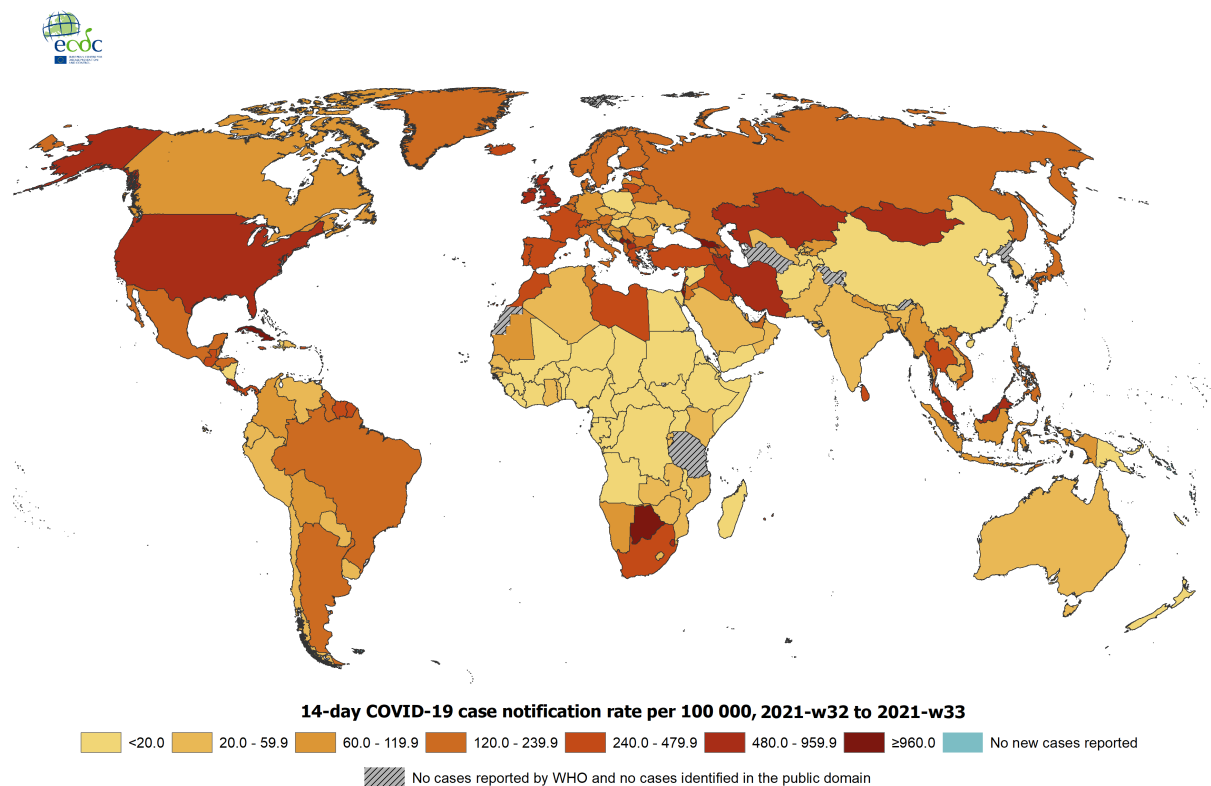 ecdc
14-day COVID-19 case notification rate per 100 000, 2021-w32 to 2021-w33
<20.0 20.0 - 59.9 60.0 - 119.9 120.0 - 239.9 240.0 - 479.9 480.0 - 959.9 ≥960.0 No new cases reported
No cases reported by WHO and no cases identified in the public domain